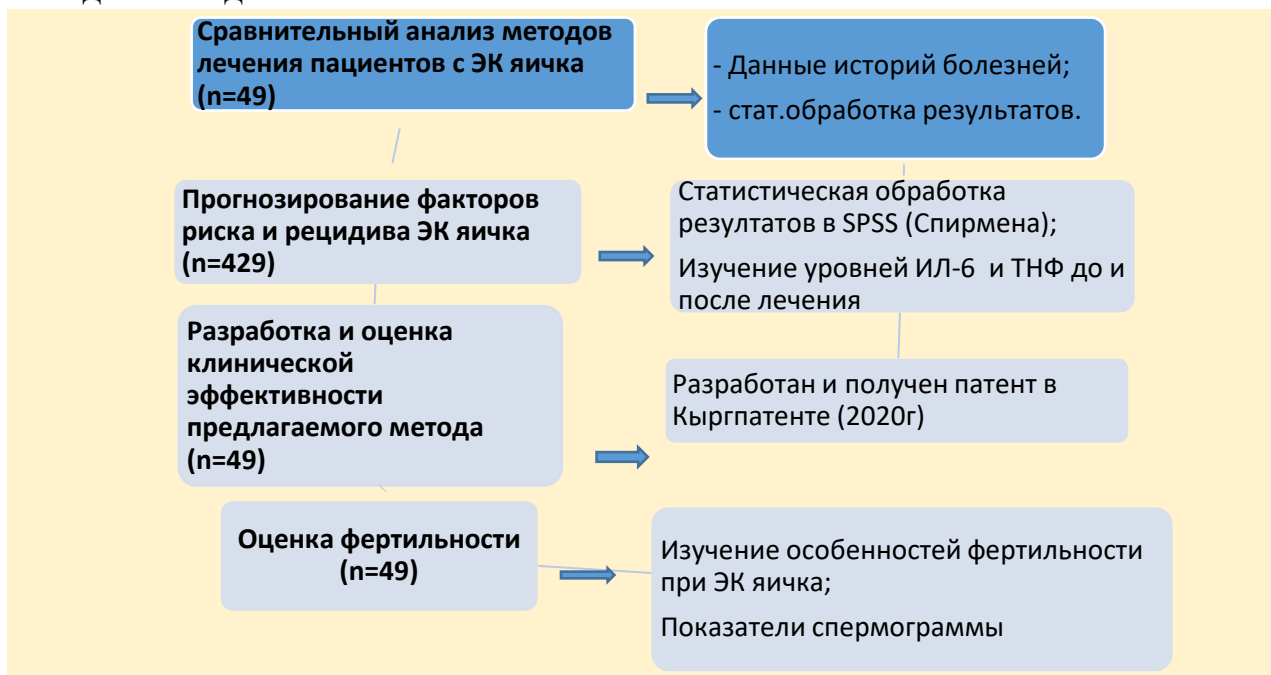 Сравнительный анализ методов
лечения пациентов с ЭК яичка
(n=49)
- Данные историй болезней;
- стат.обработка результатов.
Прогнозирование факторов
риска и рецидива ЭК яичка
(n=429)
Статистическая обработка
резултатов в SPSS (Спирмена);
Изучение уровней ИЛ-6 и ТНФ до и
после лечения
Разработка и оценка
клинической
эффективности
предлагаемого метода
(n=49)
Разработан и получен патент в
Кыргпатенте (2020г)
Оценка фертильности
(n=49)
Изучение особенностей фертильности
при ЭК яичка;
Показатели спермограммы